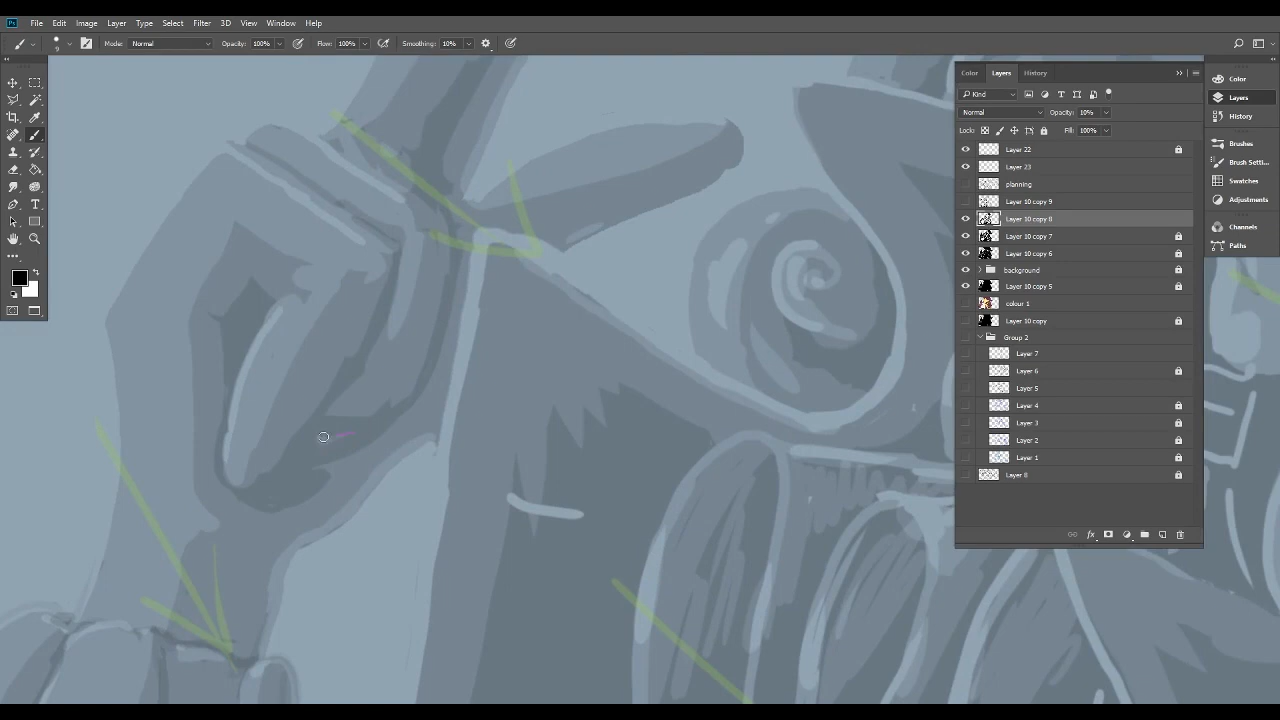 Ps File Edit Image Layer Type Select Filter 3D View Window Help
9 Mode: Normal Opacity: 100% Flow: 100% Smoothing: 10%
Color Layers History
Kind
Normal Opacity: 10%
Lock: Fill: 100%
Layer 22
Layer 23
planning
Layer 10 copy 9
Layer 10 copy 8
Layer 10 copy 7
Layer 10 copy 6
background
Layer 10 copy 5
colour 1
Layer 10 copy
Group 2
Layer 7
Layer 6
Layer 5
Layer 4
Layer 3
Layer 2
Layer 1
Layer 8
fx
Color
Layers
History
Brushes
Brush Setti...
Swatches
Adjustments
Channels
Paths